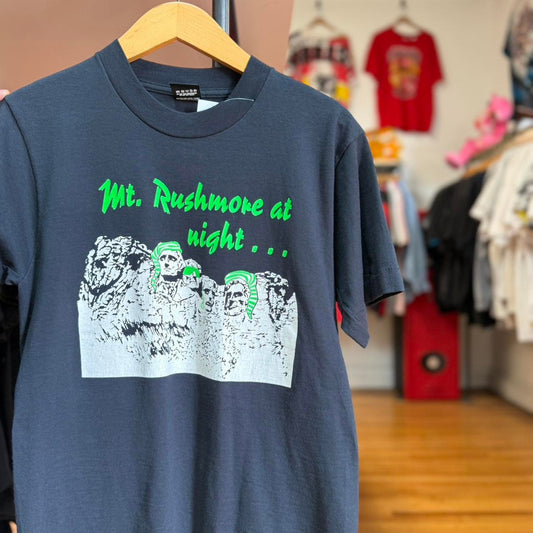 Mt. Rushmore at
night . . .